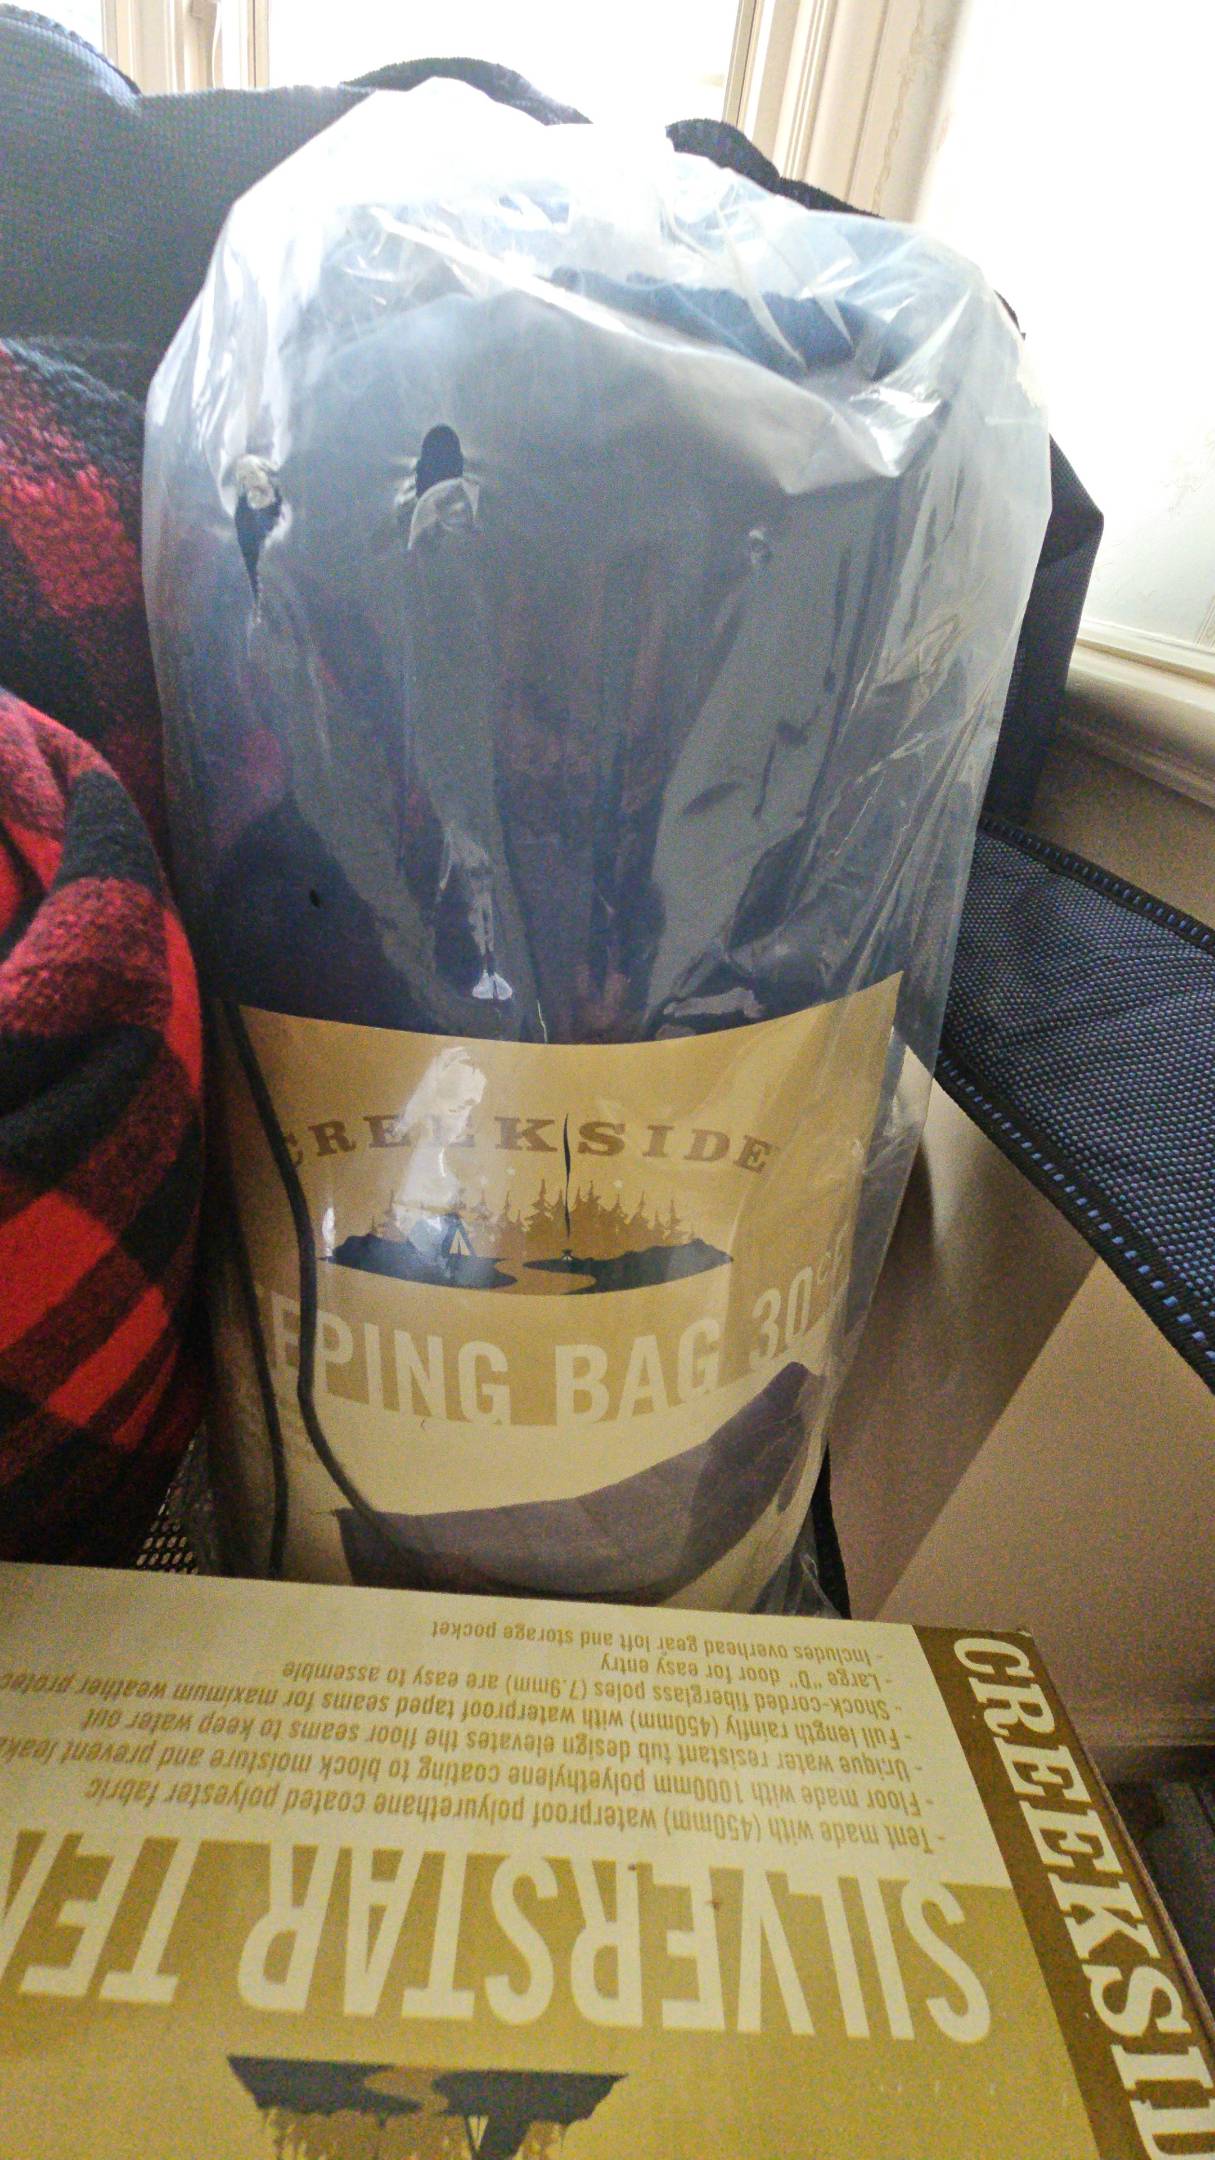 CREEKSIDE
EPING BAG 30°
SILVERSTAR TE
- Tent made with (450mm) waterproof polyurethane coated polyester fabric
- Floor made with 1000mm polyethylene coating to block moisture and prevent leaka
- Unique water resistant tub design elevates the floor seams to keep water out
- Full length rainfly (450mm) with waterproof taped seams for maximum weather protec
- Shock-corded fiberglass poles (7.9mm) are easy to assemble
- Large "D" door for easy entry
- Includes overhead gear loft and storage pocket
CREEKSID